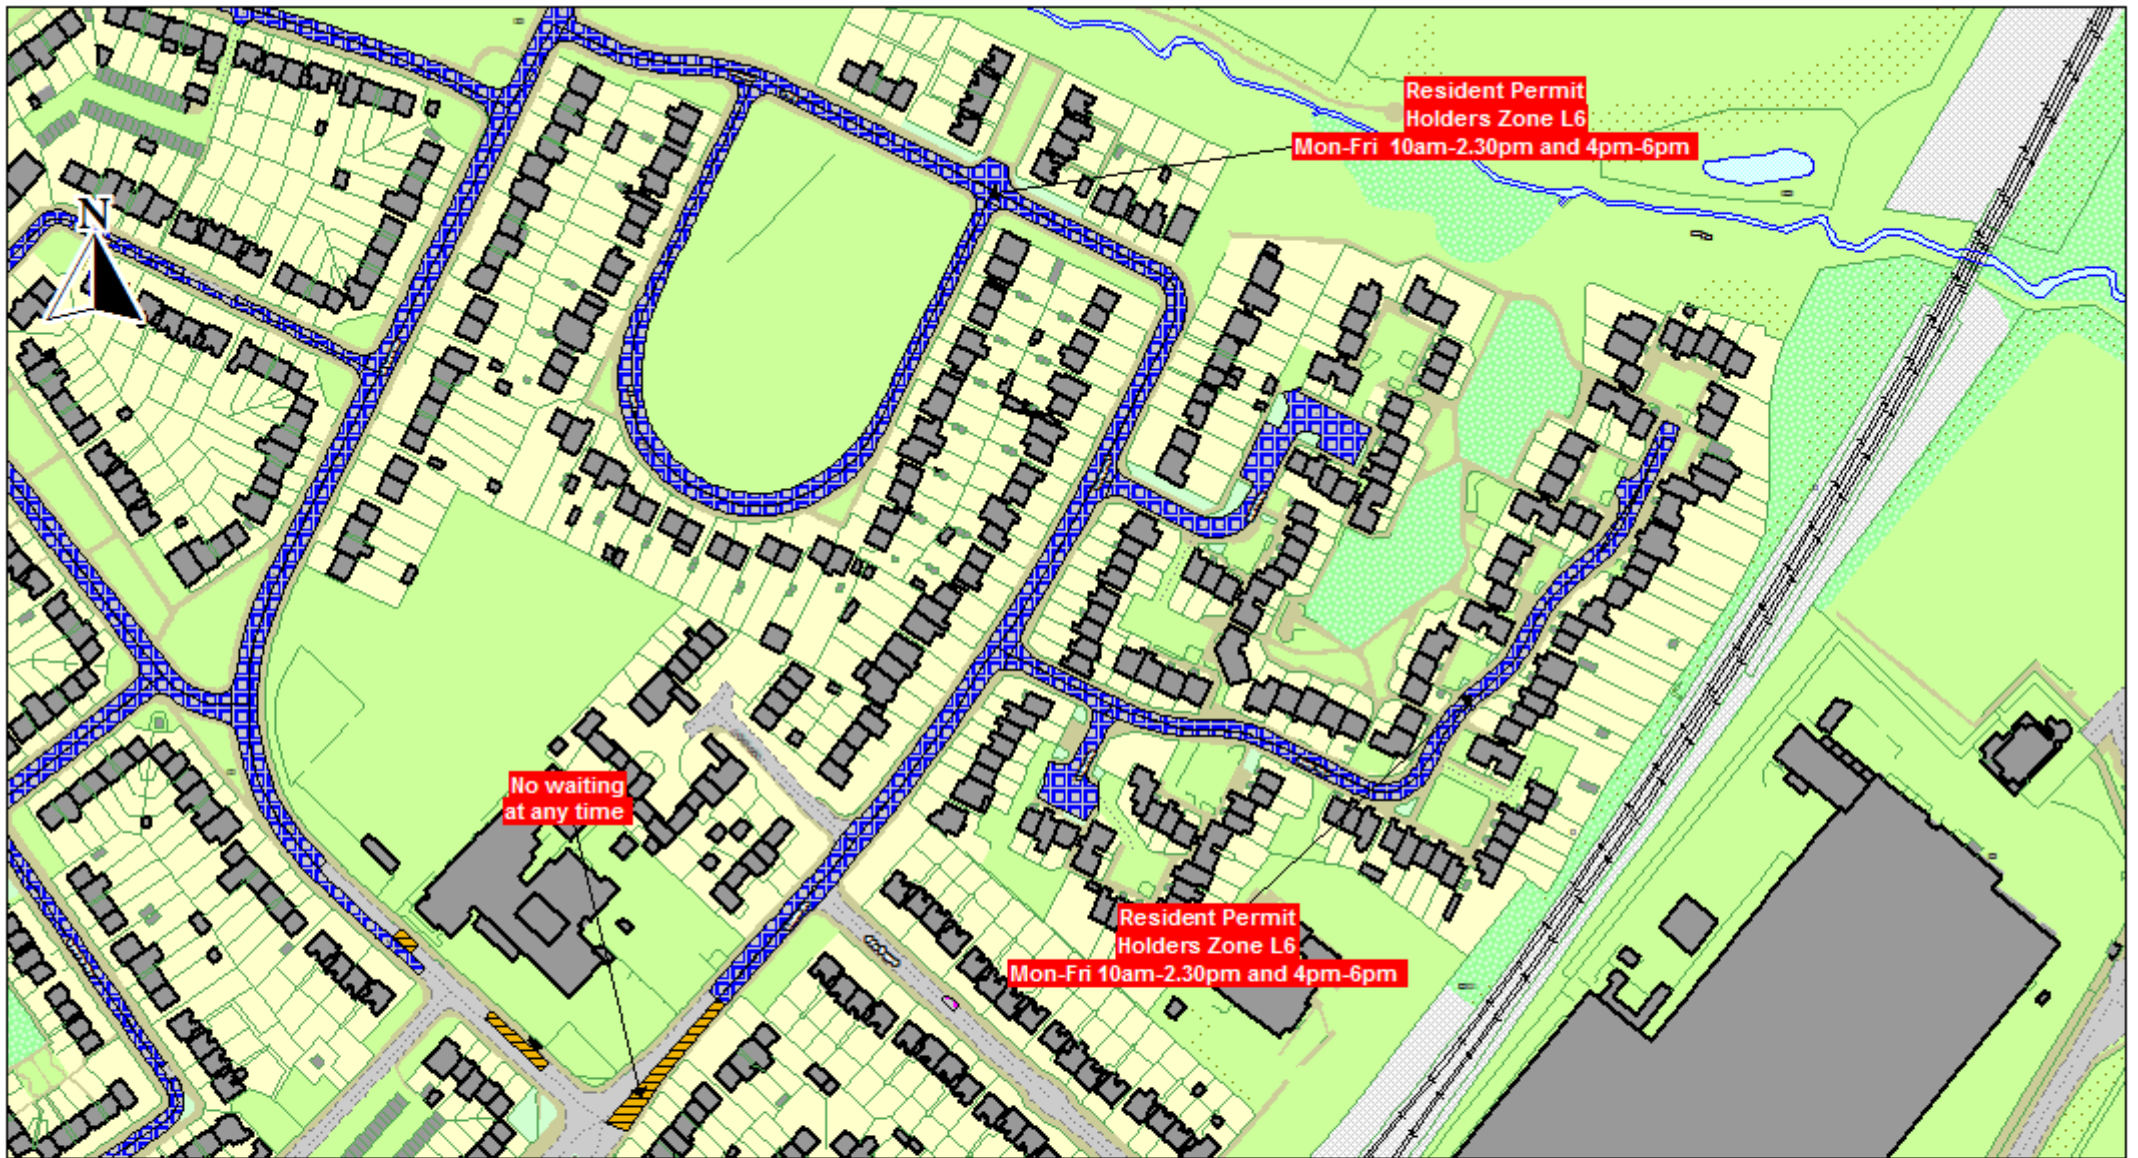 Resident Permit
Holders Zone L6
Mon-Fri 10am-2.30pm and 4pm-6pm
N
No waiting
at any time
Resident Permit
Holders Zone L6
Mon-Fri 10am-2.30pm and 4pm-6pm